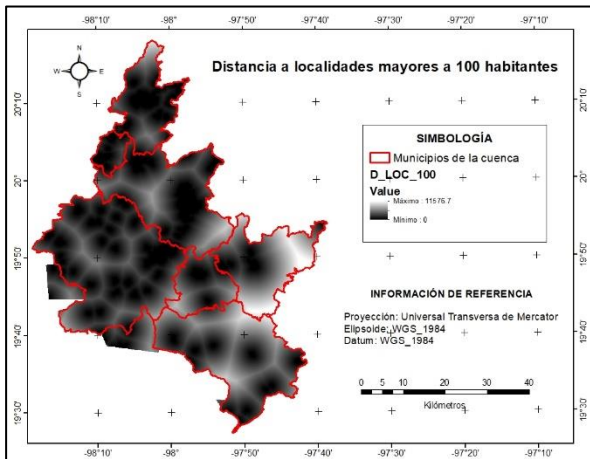 -98°10' -98° -97°50' -97°40' -97°30' -97°20' -97°10'
N
W E
S
Distancia a localidades mayores a 100 habitantes
20°10'
20°
19°50'
19°40'
19°30'
20°10'
20°
19°50'
19°40'
19°30'
SIMBOLOGÍA
Municipios de la cuenca
D_LOC_100
Value
Máximo : 11576.7
Mínimo : 0
INFORMACIÓN DE REFERENCIA
Proyección: Universal Transversa de Mercator
Elipsoide: WGS_1984
Datum: WGS_1984
0 5 10 20 30 40
Kilómetros
-98°10' -98° -97°50' -97°40' -97°30' -97°20' -97°10'